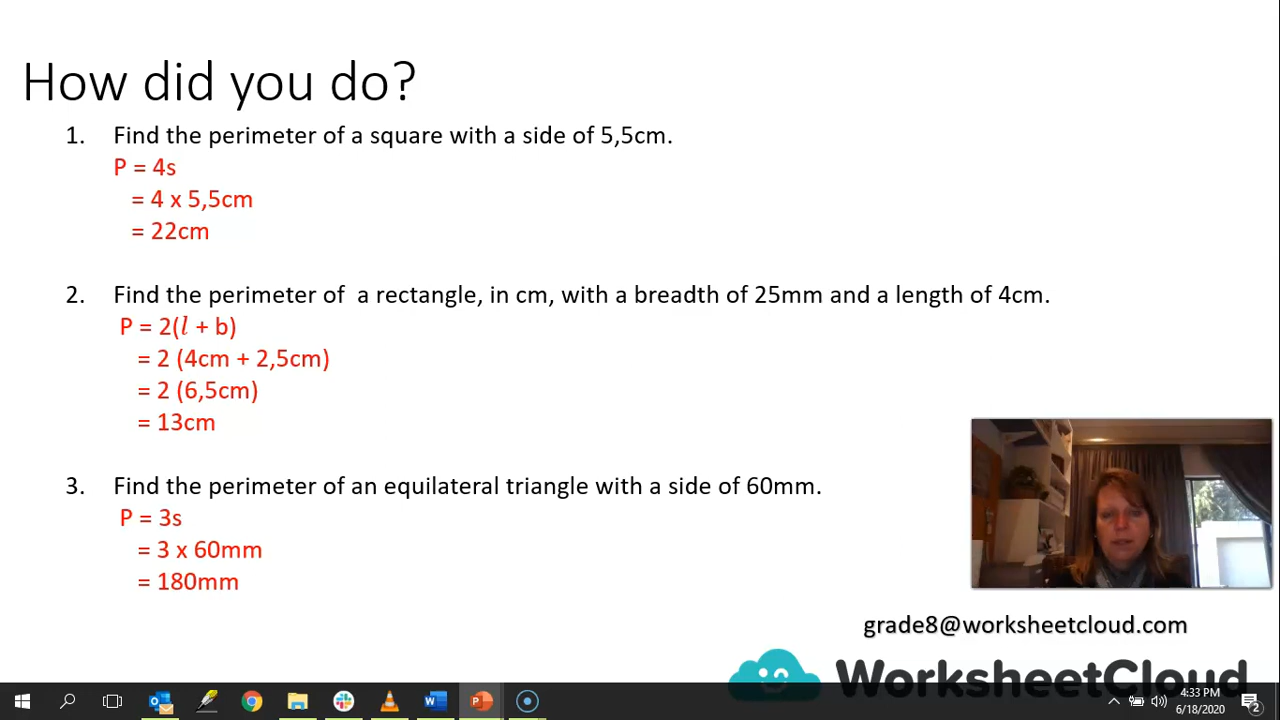 How did you do?
1. Find the perimeter of a square with a side of 5,5cm.
P = 4s
= 4 x 5,5cm
= 22cm
2. Find the perimeter of a rectangle, in cm, with a breadth of 25mm and a length of 4cm.
P = 2(l + b)
= 2 (4cm + 2,5cm)
= 2 (6,5cm)
= 13cm
3. Find the perimeter of an equilateral triangle with a side of 60mm.
P = 3s
= 3 x 60mm
= 180mm
grade8@worksheetcloud.com
WorksheetCloud
4:33 PM
6/18/2020
2